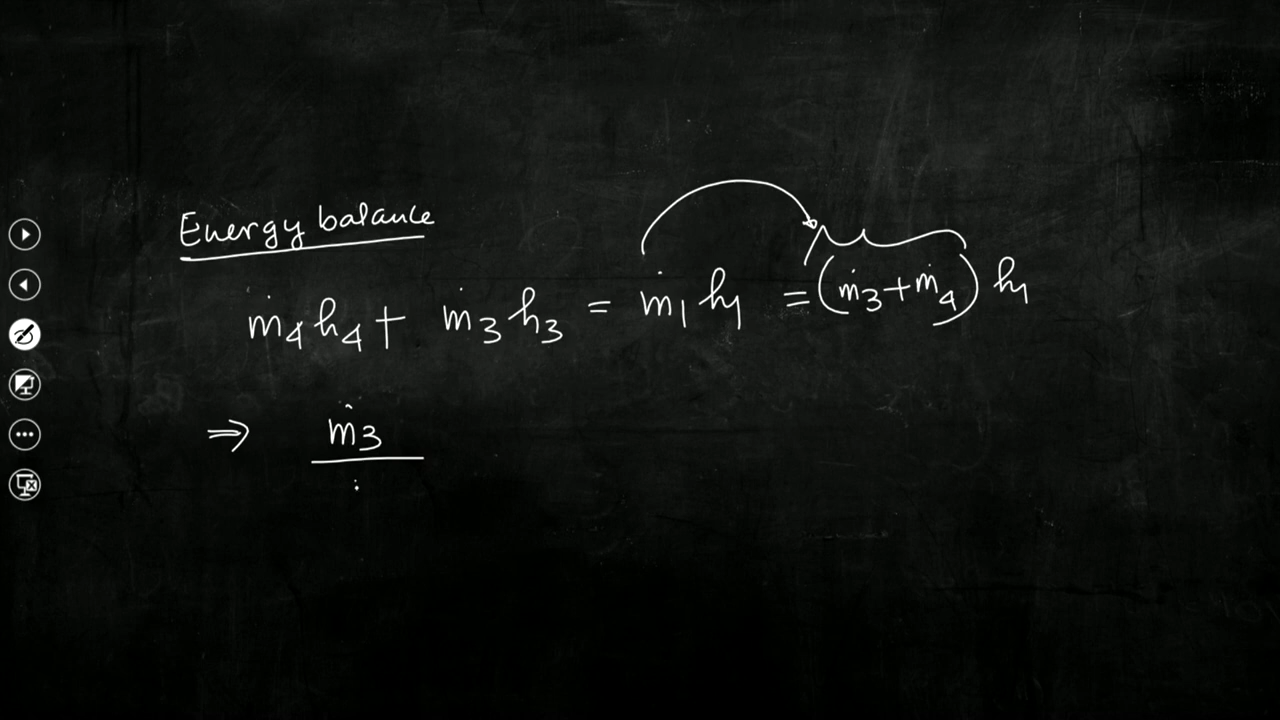 Energy balance
ṁ4h4 + ṁ3h3 = ṁ1h1 = (ṁ3+ṁ4) h1
⇒ ṁ3